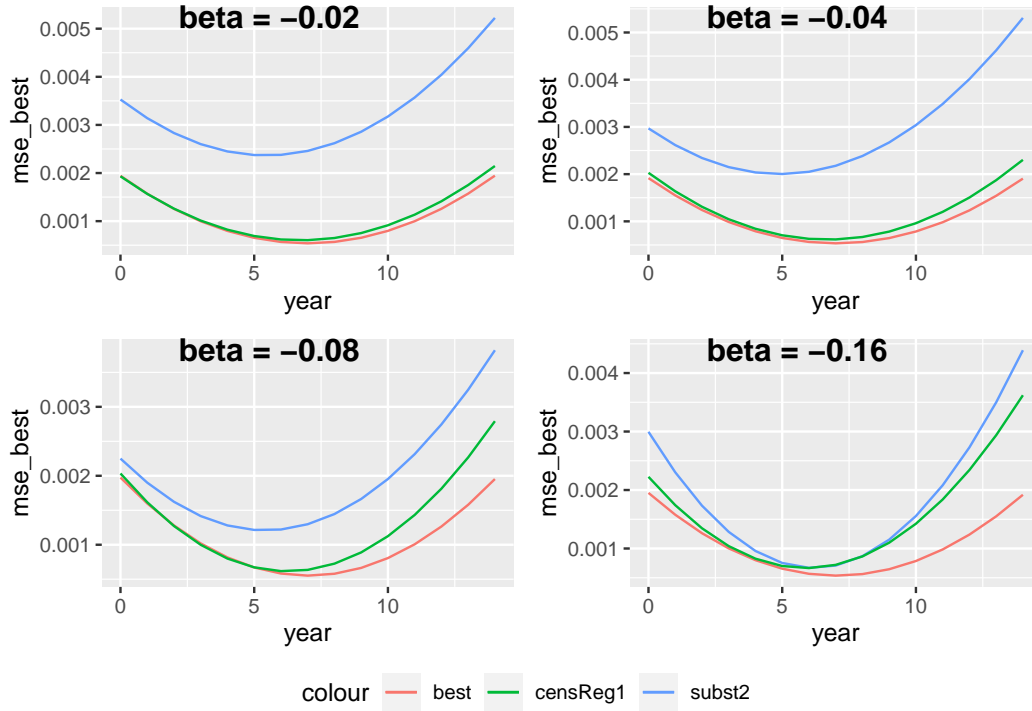 beta = −0.02
beta = −0.04
0.005
0.004
0.003
0.002
0.001
mse_best
0 5 10
year
0.005
0.004
0.003
0.002
0.001
mse_best
0 5 10
year
beta = −0.08
beta = −0.16
0.003
0.002
0.001
mse_best
0 5 10
year
0.004
0.003
0.002
0.001
mse_best
0 5 10
year
colour best censReg1 subst2